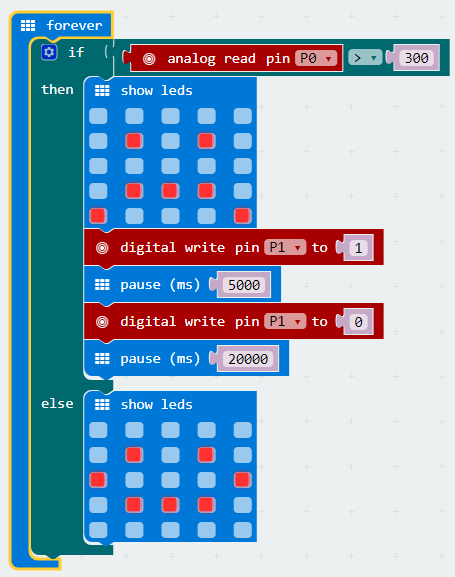 forever
if analog read pin P0 > 300
then show leds
digital write pin P1 to 1
pause (ms) 5000
digital write pin P1 to 0
pause (ms) 20000
else show leds